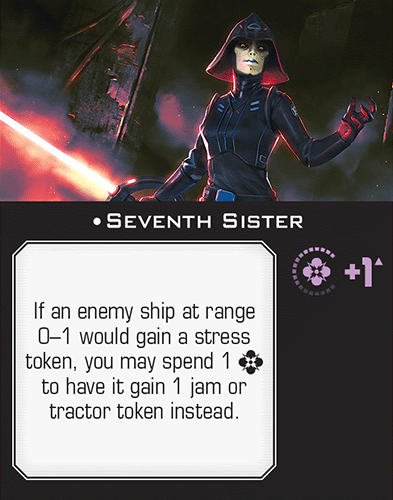 •Seventh Sister
+1
If an enemy ship at range
0–1 would gain a stress
token, you may spend 1
to have it gain 1 jam or
tractor token instead.